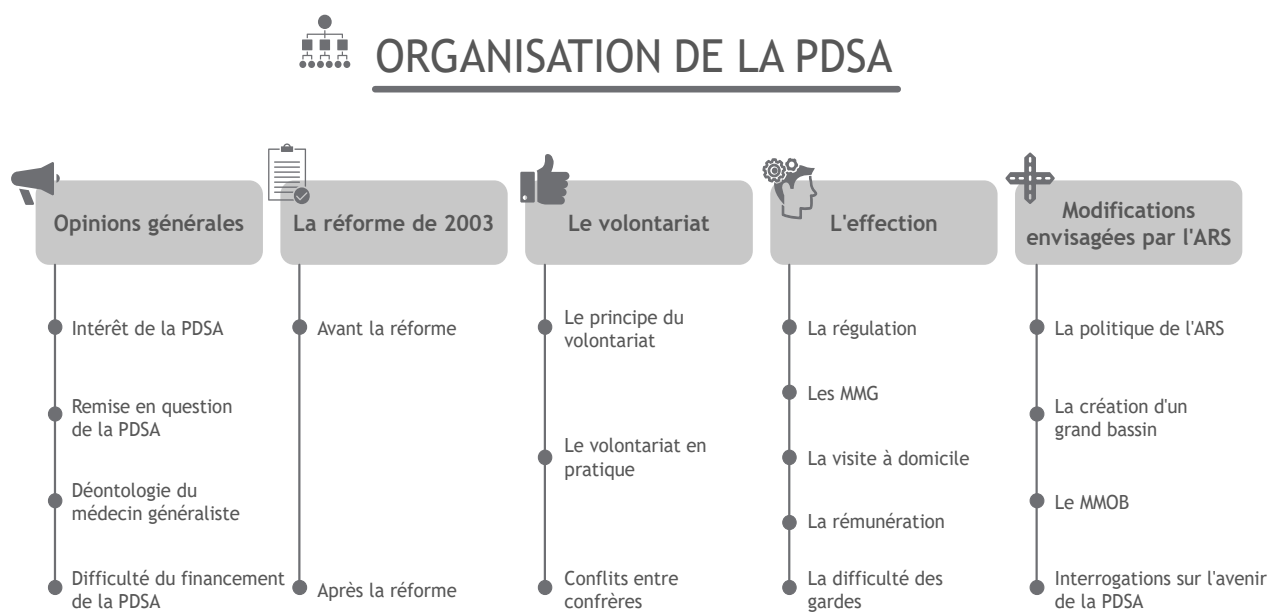 ORGANISATION DE LA PDSA
Opinions générales
Intérêt de la PDSA
Remise en question
de la PDSA
Déontologie du
médecin généraliste
Difficulté du financement
de la PDSA
La réforme de 2003
Avant la réforme
Après la réforme
Le volontariat
Le principe du
volontariat
Le volontariat en
pratique
Conflits entre
confrères
L'effection
La régulation
Les MMG
La visite à domicile
La rémunération
La difficulté des
gardes
Modifications
envisagées par l'ARS
La politique de l'ARS
La création d'un
grand bassin
Le MMOB
Interrogations sur l'avenir
de la PDSA